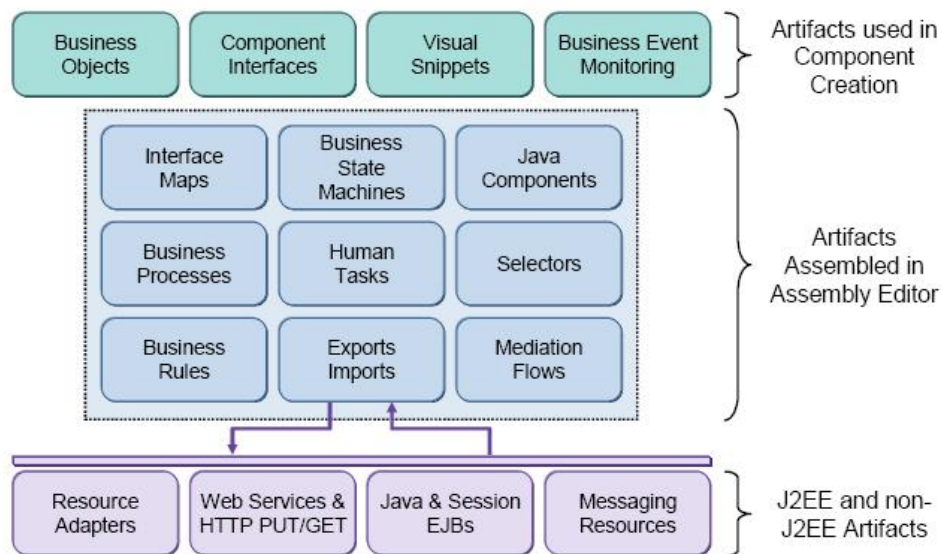 Business
Objects
Component
Interfaces
Visual
Snippets
Business Event
Monitoring
Artifacts used in
Component
Creation
Interface
Maps
Business
State
Machines
Java
Components
Business
Processes
Human
Tasks
Selectors
Business
Rules
Exports
Imports
Mediation
Flows
Artifacts
Assembled in
Assembly Editor
Resource
Adapters
Web Services &
HTTP PUT/GET
Java & Session
EJBs
Messaging
Resources
J2EE and non-
J2EE Artifacts